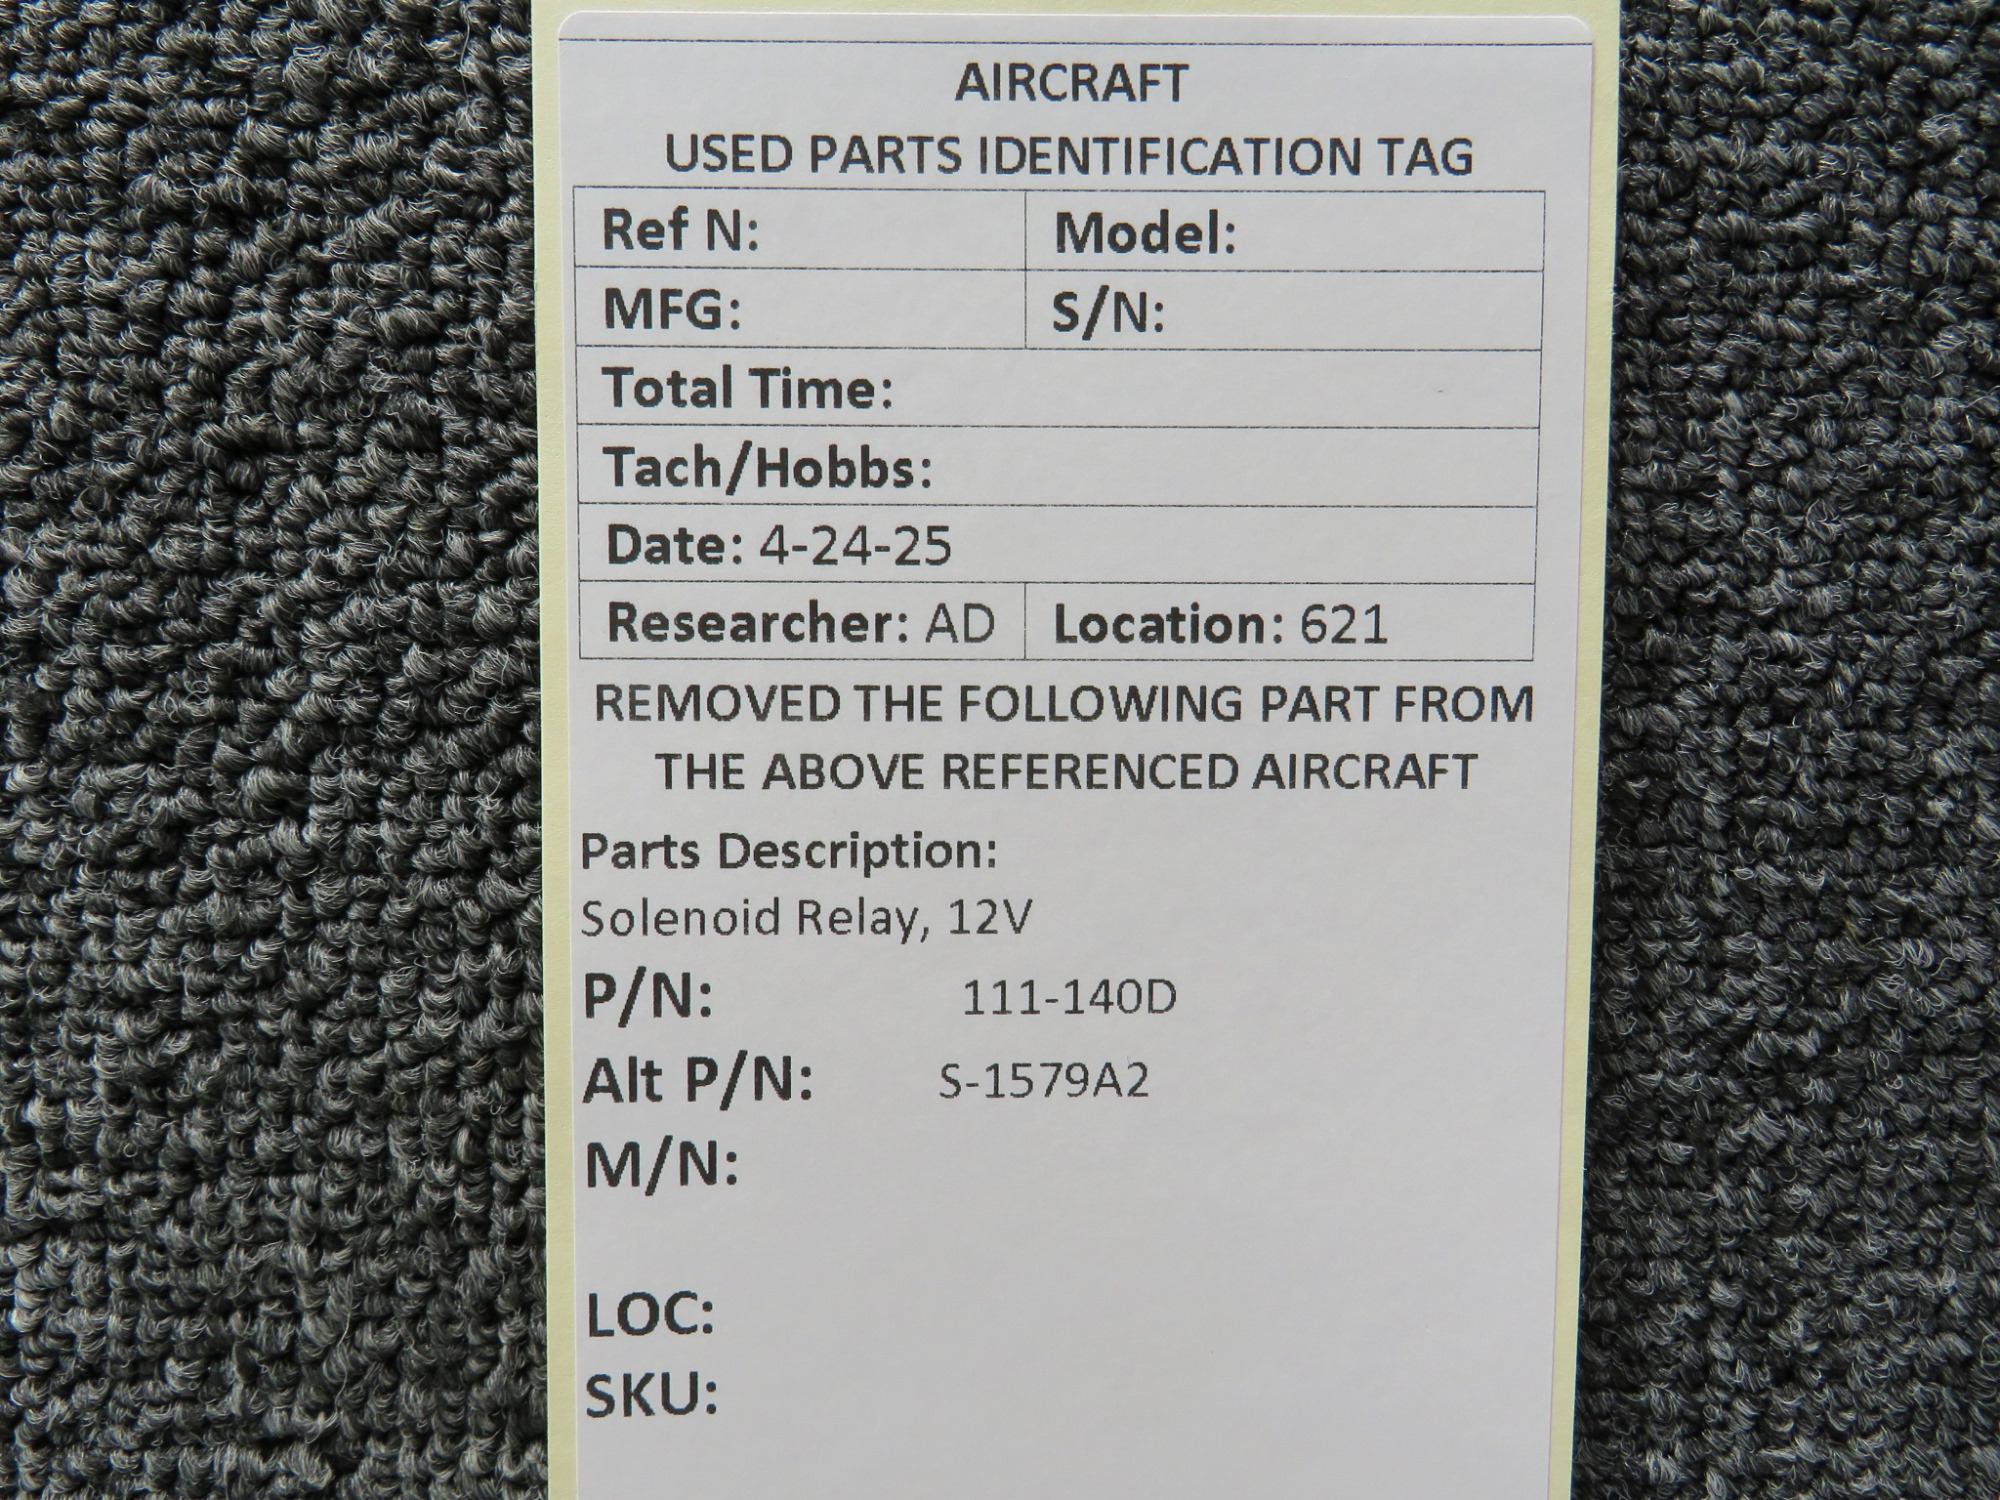 AIRCRAFT
USED PARTS IDENTIFICATION TAG
Ref N: Model:
MFG: S/N:
Total Time:
Tach/Hobbs:
Date: 4-24-25
Researcher: AD Location: 621
REMOVED THE FOLLOWING PART FROM
THE ABOVE REFERENCED AIRCRAFT
Parts Description:
Solenoid Relay, 12V
P/N: 111-140D
Alt P/N: S-1579A2
M/N:
LOC:
SKU: